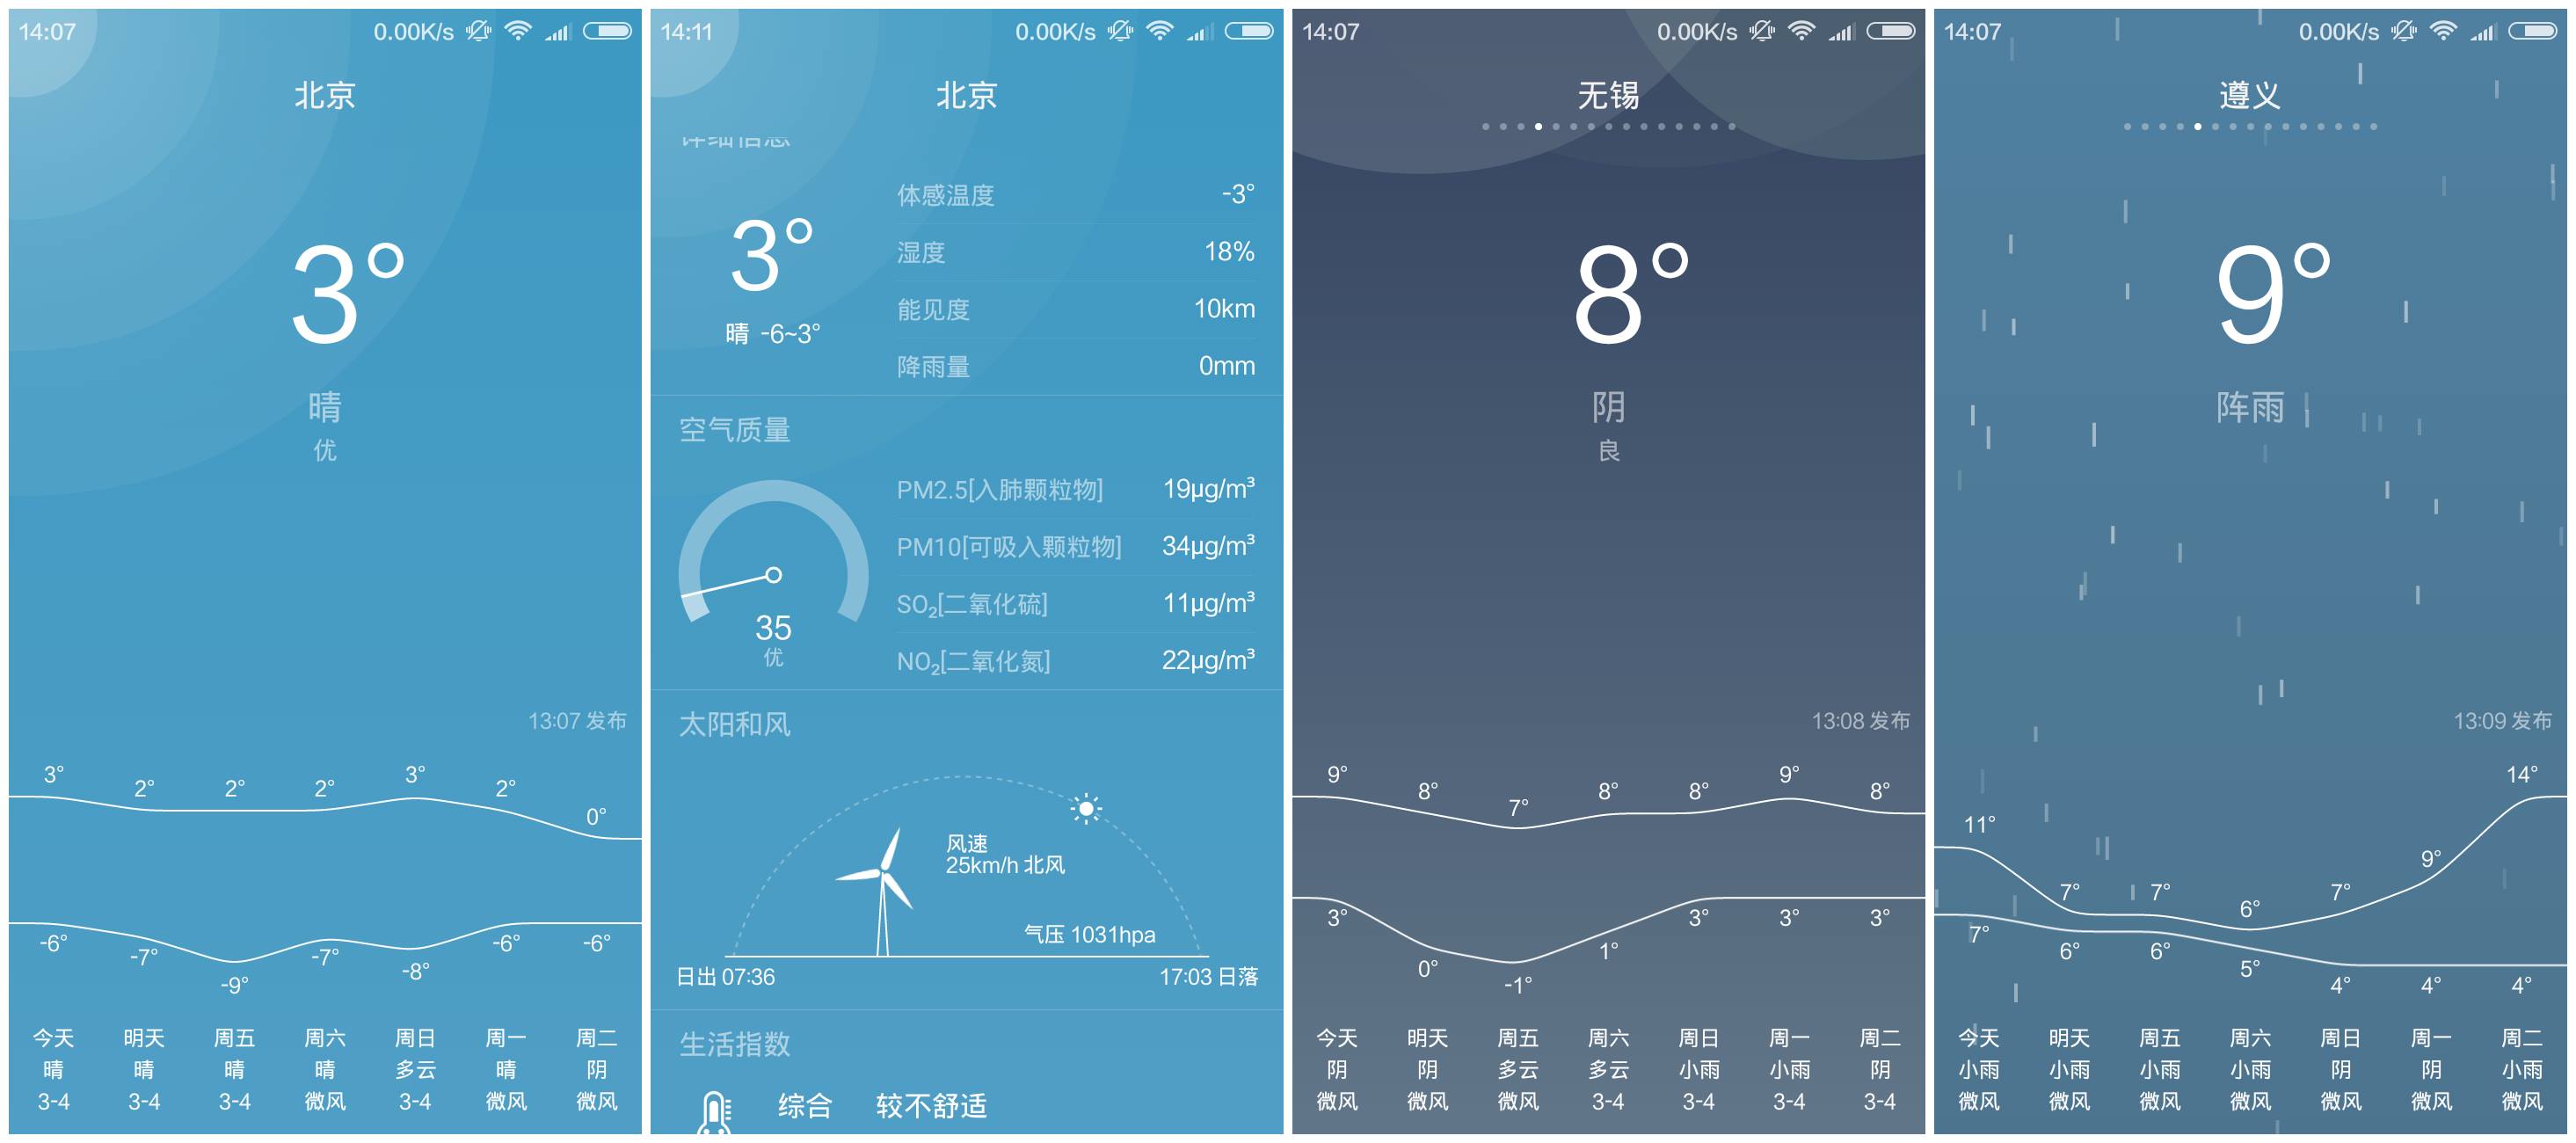 14:07 0.00K/s
北京
3°
晴
优
13:07 发布
3° 2° 2° 2° 3° 2° 0°
-6° -7° -9° -7° -8° -6° -6°
今天 明天 周五 周六 周日 周一 周二
晴 晴 晴 晴 多云 晴 阴
3-4 3-4 3-4 微风 3-4 微风 微风
14:11 0.00K/s
北京
详细信息
3°
晴 -6~3°
体感温度 -3°
湿度 18%
能见度 10km
降雨量 0mm
空气质量
35
优
PM2.5[入肺颗粒物] 19µg/m³
PM10[可吸入颗粒物] 34µg/m³
SO₂[二氧化硫] 11µg/m³
NO₂[二氧化氮] 22µg/m³
太阳和风
风速
25km/h 北风
气压 1031hpa
日出 07:36 17:03 日落
生活指数
综合 较不舒适
14:07 0.00K/s
无锡
8°
阴
良
13:08 发布
9° 8° 7° 8° 8° 9° 8°
3° 0° -1° 1° 3° 3° 3°
今天 明天 周五 周六 周日 周一 周二
阴 阴 多云 多云 小雨 小雨 阴
微风 微风 微风 3-4 3-4 3-4 3-4
14:07 0.00K/s
遵义
9°
阵雨
13:09 发布
11° 7° 7° 6° 7° 9° 14°
7° 6° 6° 5° 4° 4° 4°
今天 明天 周五 周六 周日 周一 周二
小雨 小雨 小雨 小雨 阴 阴 小雨
微风 微风 微风 微风 微风 微风 微风